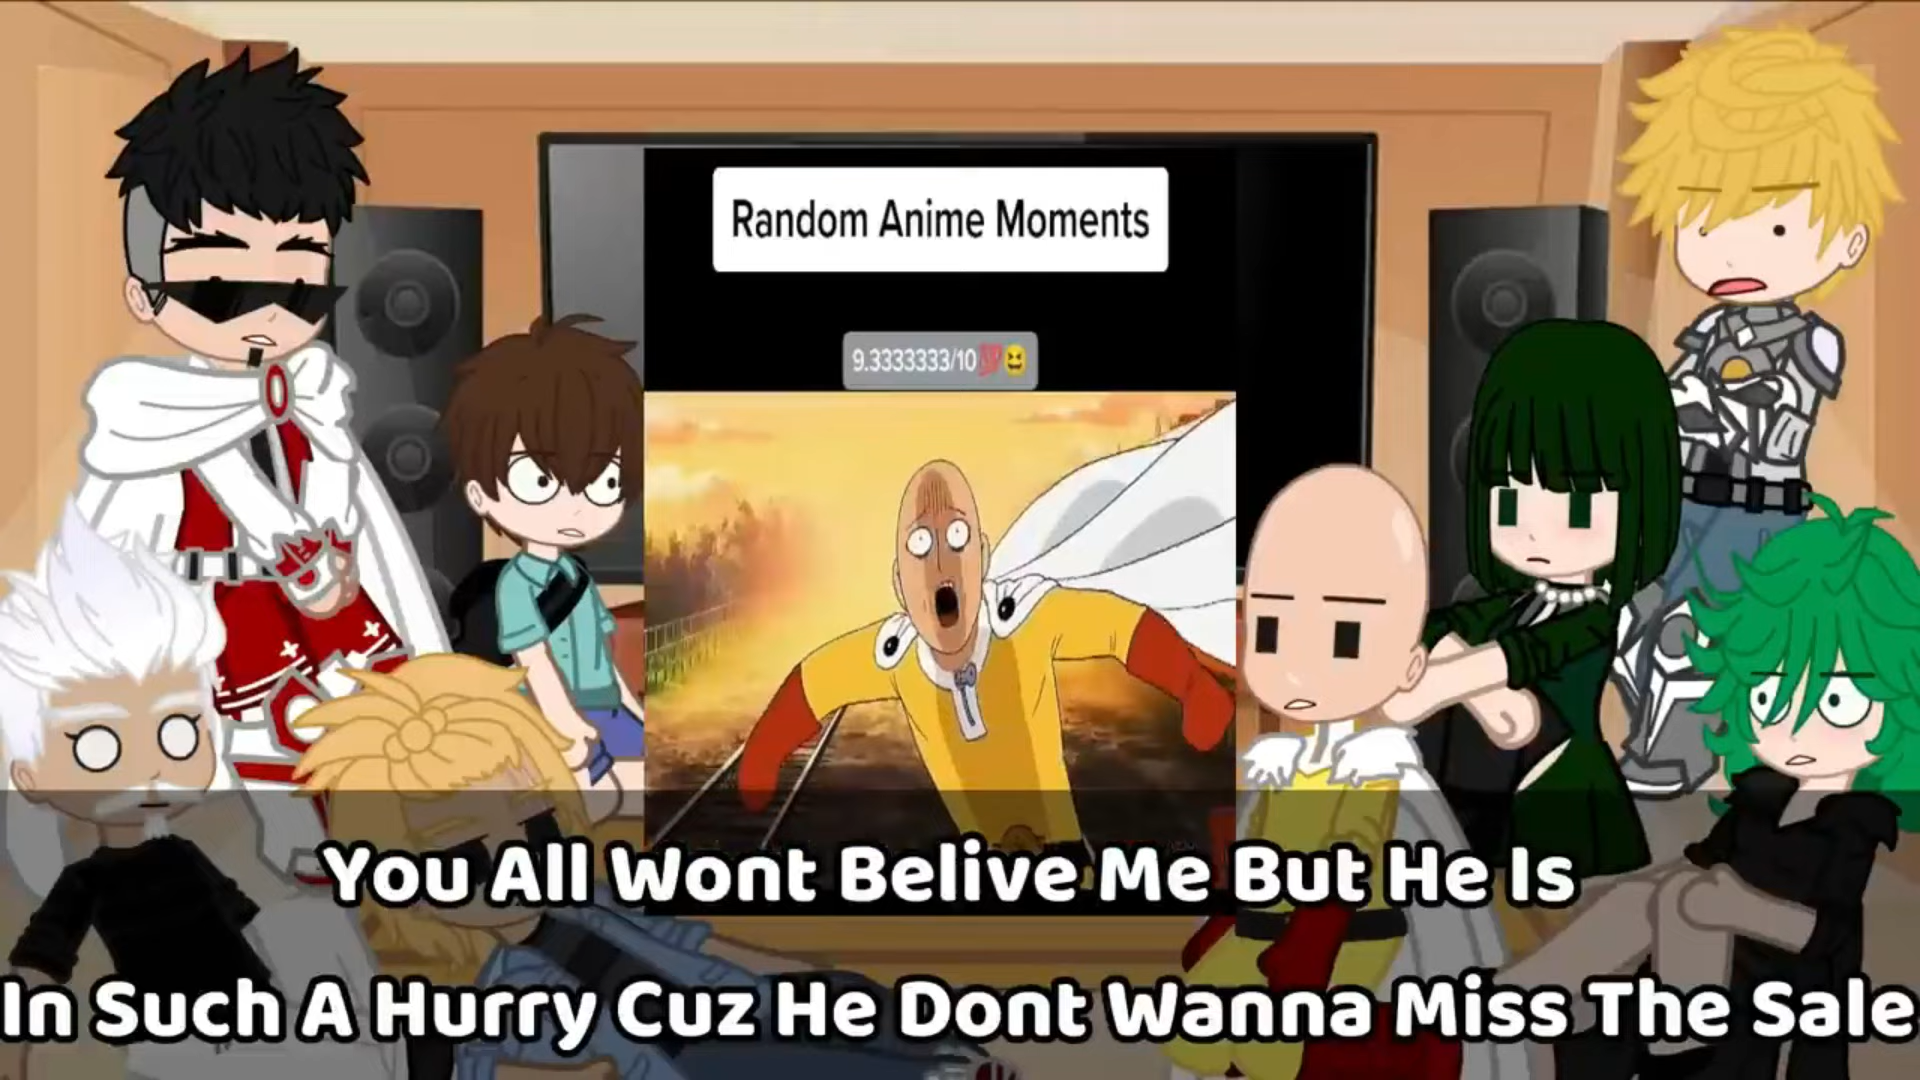 Random Anime Moments
9.3333333/10💯😆
You All Wont Belive Me But He Is
In Such A Hurry Cuz He Dont Wanna Miss The Sale